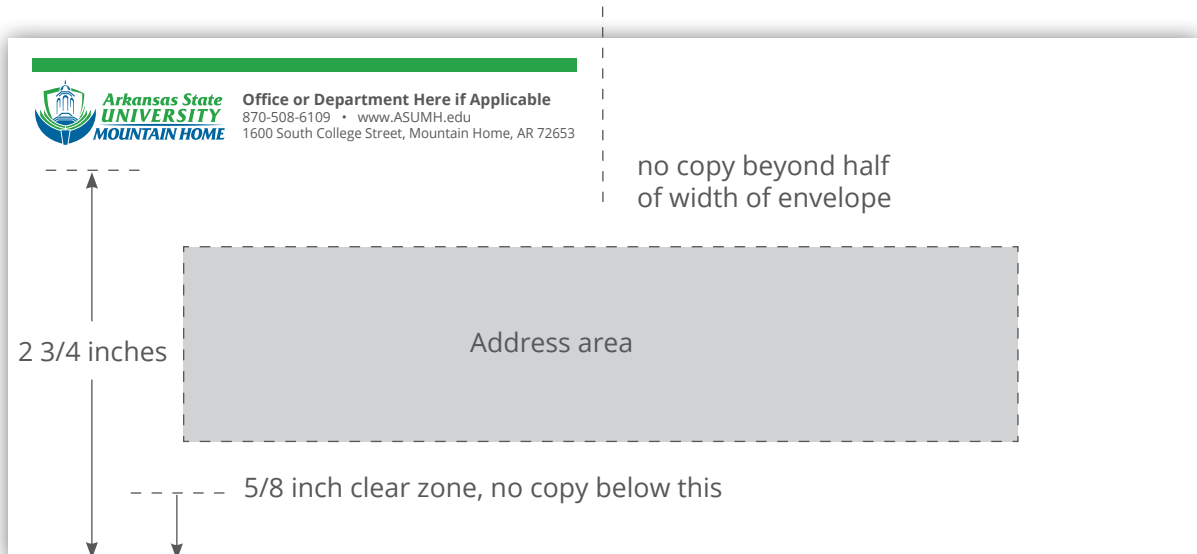 Arkansas State
UNIVERSITY
MOUNTAIN HOME
Office or Department Here if Applicable
870-508-6109 • www.ASUMH.edu
1600 South College Street, Mountain Home, AR 72653
no copy beyond half
of width of envelope
2 3/4 inches
Address area
5/8 inch clear zone, no copy below this